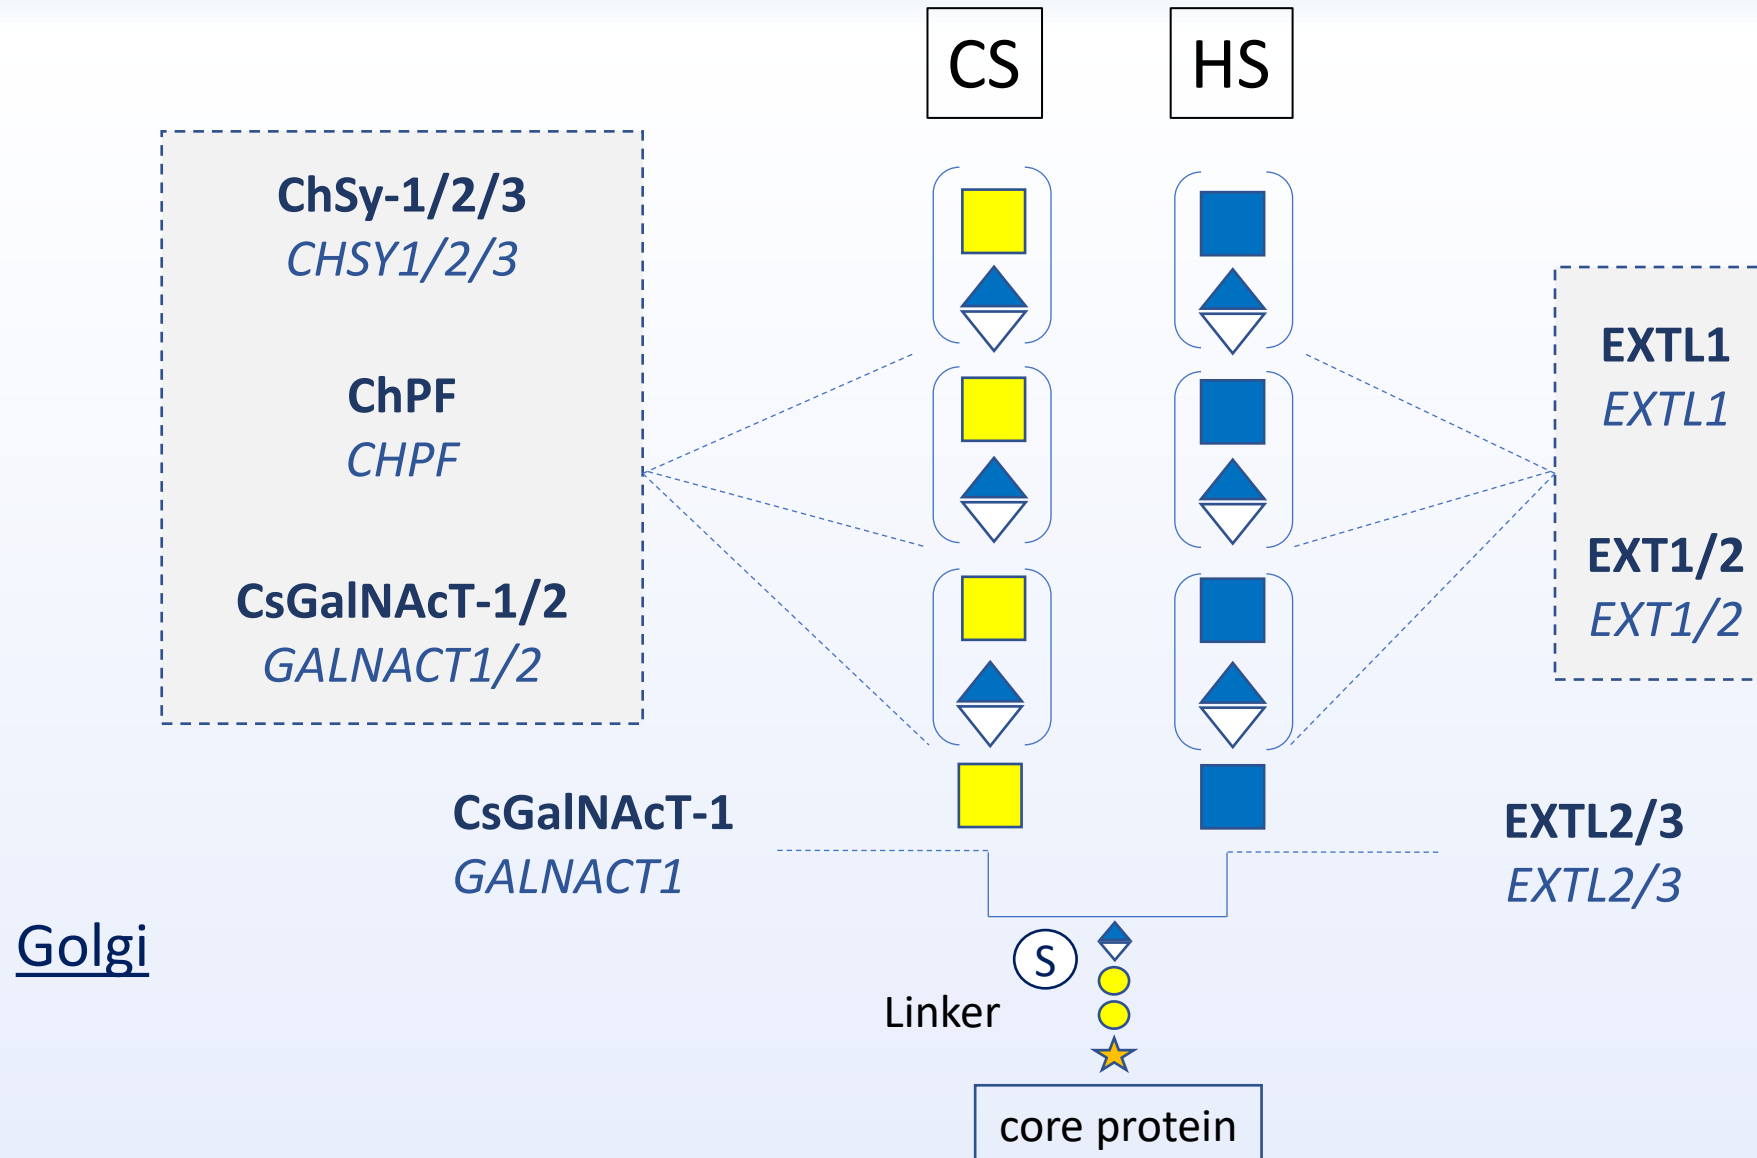 CS
HS
ChSy-1/2/3
CHSY1/2/3
ChPF
CHPF
CsGalNAcT-1/2
GALNACT1/2
EXTL1
EXTL1
EXT1/2
EXT1/2
CsGalNAcT-1
GALNACT1
EXTL2/3
EXTL2/3
Golgi
S
Linker
core protein